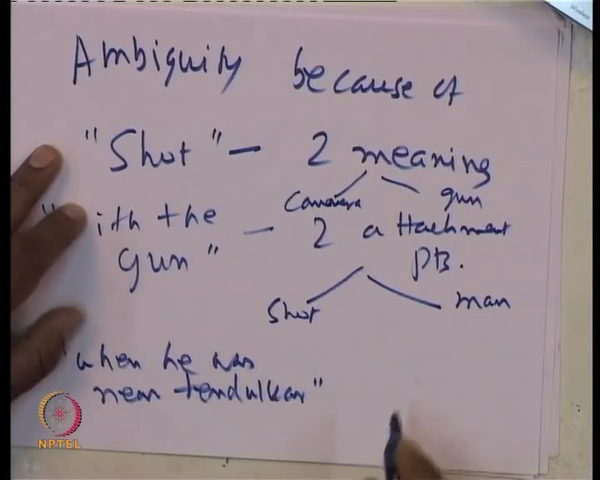 Ambiguity because of
"Shot" - 2 meaning
Camera gun
"ith the - 2 attachment
gun" pb.
Shot man
"when he was
near tendulkar"
NPTEL